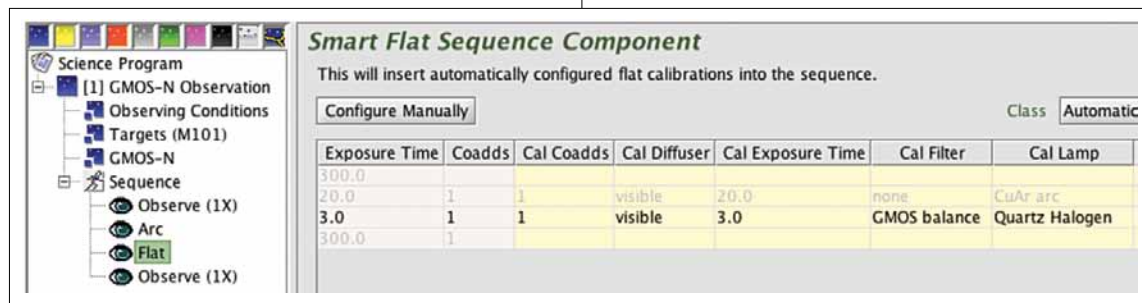 Science Program
[1] GMOS-N Observation
Observing Conditions
Targets (M101)
GMOS-N
Sequence
Observe (1X)
Arc
Flat
Observe (1X)
Smart Flat Sequence Component
This will insert automatically configured flat calibrations into the sequence.
Configure Manually
Class Automatic
Exposure Time Coadds Cal Coadds Cal Diffuser Cal Exposure Time Cal Filter Cal Lamp
300.0
20.0 1 1 visible 20.0 none CuAr arc
3.0 1 1 visible 3.0 GMOS balance Quartz Halogen
300.0 1